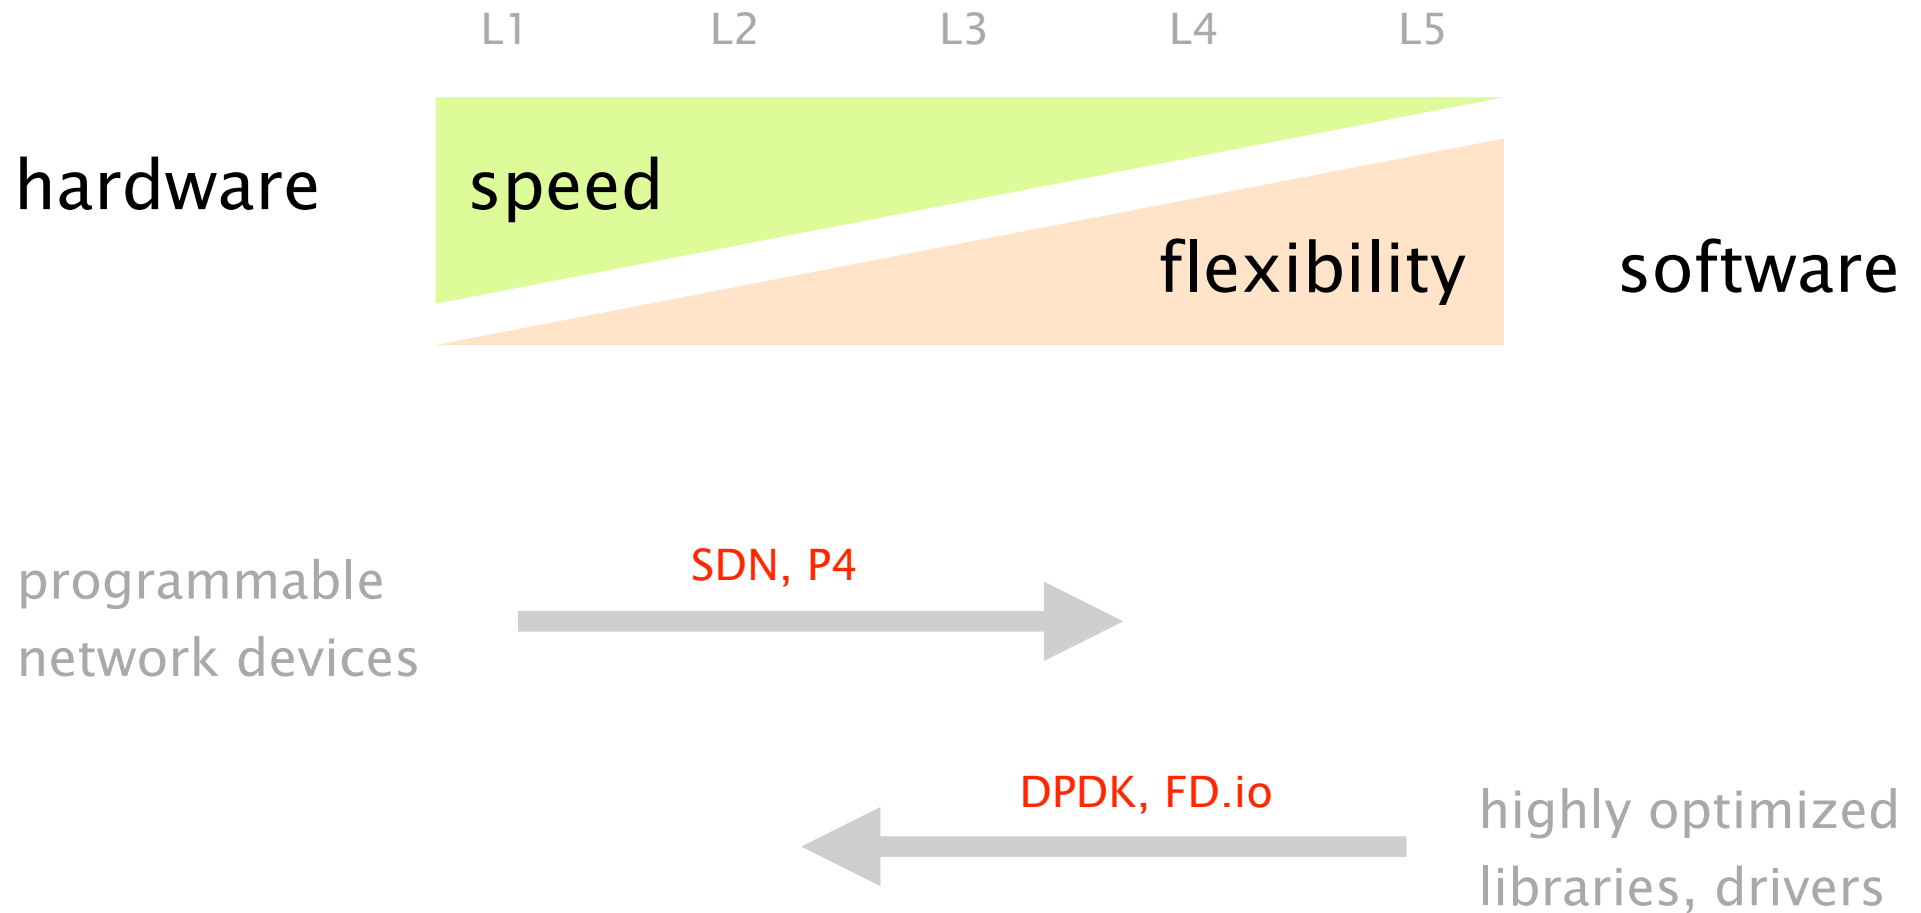 L1 L2 L3 L4 L5
hardware speed
flexibility software
SDN, P4
programmable
network devices
DPDK, FD.io
highly optimized
libraries, drivers